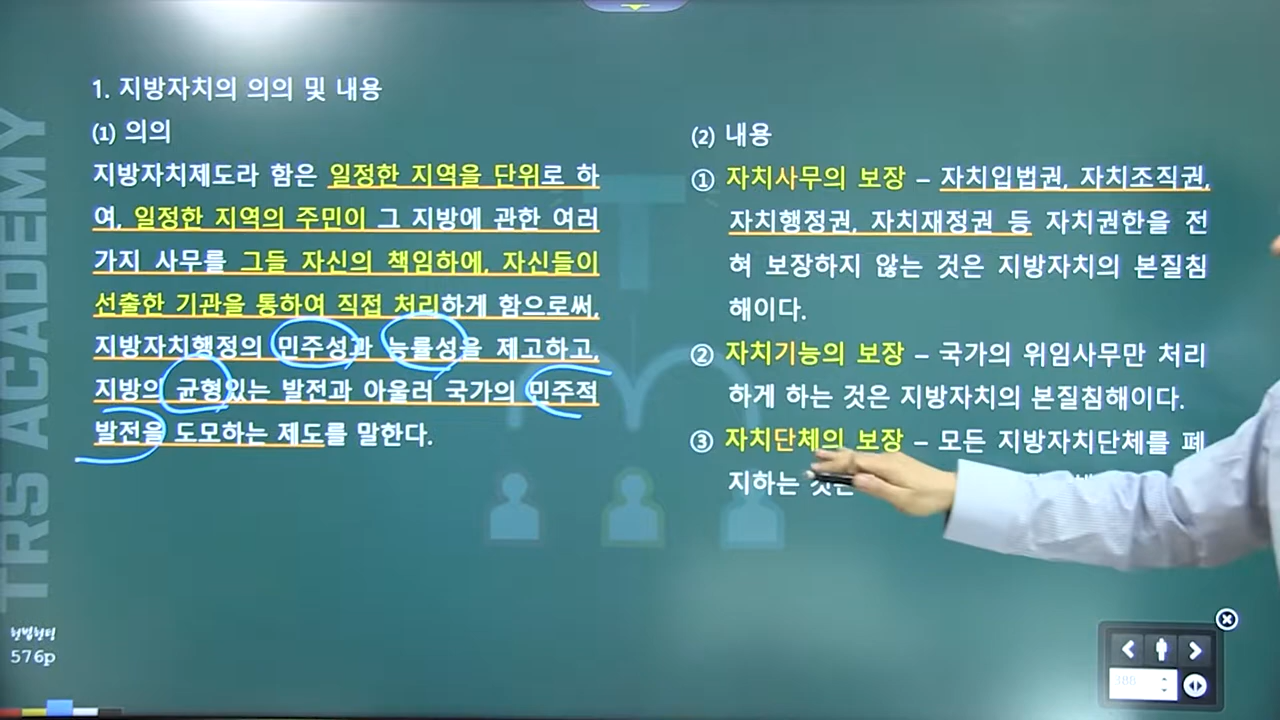 1. 지방자치의 의의 및 내용
(1) 의의
지방자치제도라 함은 일정한 지역을 단위로 하
여, 일정한 지역의 주민이 그 지방에 관한 여러
가지 사무를 그들 자신의 책임하에, 자신들이
선출한 기관을 통하여 직접 처리하게 함으로써,
지방자치행정의 민주성과 능률성을 제고하고,
지방의 균형있는 발전과 아울러 국가의 민주적
발전을 도모하는 제도를 말한다.
(2) 내용
① 자치사무의 보장 – 자치입법권, 자치조직권,
자치행정권, 자치재정권 등 자치권한을 전
혀 보장하지 않는 것은 지방자치의 본질침
해이다.
② 자치기능의 보장 – 국가의 위임사무만 처리
하게 하는 것은 지방자치의 본질침해이다.
③ 자치단체의 보장 – 모든 지방자치단체를 폐
지하는 것은
TRS ACADEMY
576p
388